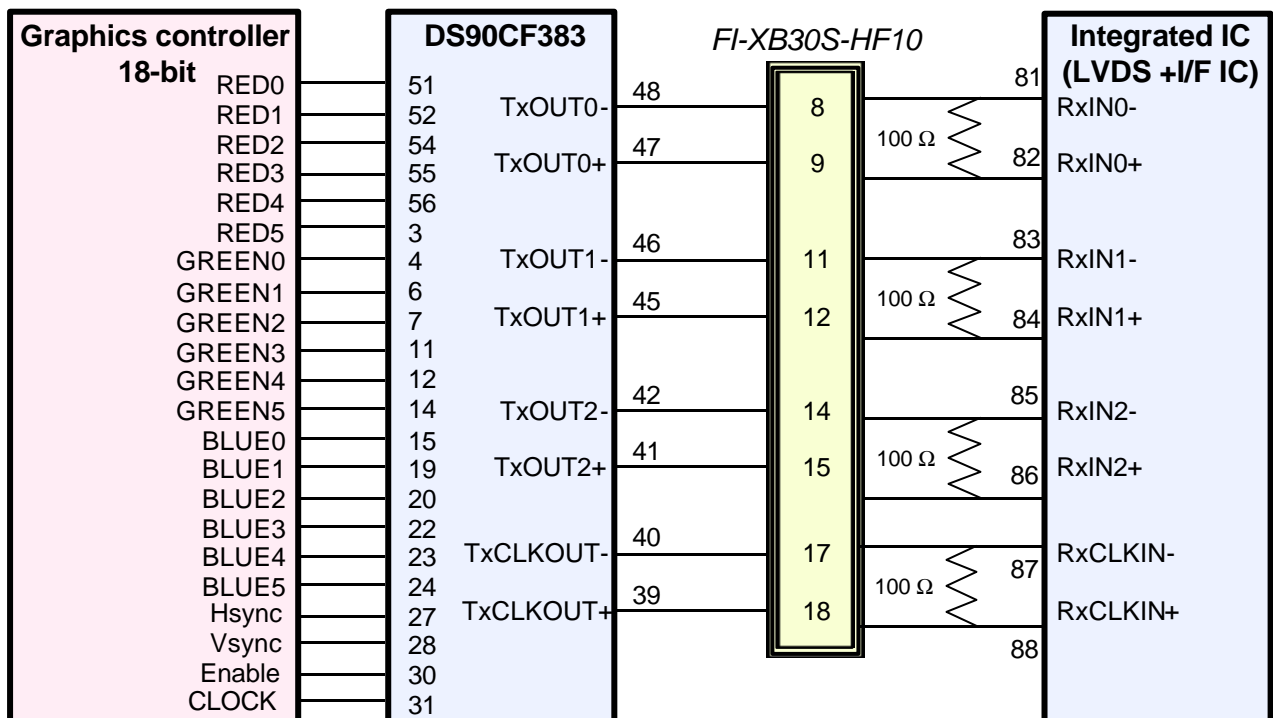 Graphics controller
18-bit
RED0
RED1
RED2
RED3
RED4
RED5
GREEN0
GREEN1
GREEN2
GREEN3
GREEN4
GREEN5
BLUE0
BLUE1
BLUE2
BLUE3
BLUE4
BLUE5
Hsync
Vsync
Enable
CLOCK
DS90CF383
51
52
54
55
56
3
4
6
7
11
12
14
15
19
20
22
23
24
27
28
30
31
TxOUT0-
TxOUT0+
TxOUT1-
TxOUT1+
TxOUT2-
TxOUT2+
TxCLKOUT-
TxCLKOUT+
48
47
46
45
42
41
40
39
FI-XB30S-HF10
8
9
11
12
14
15
17
18
100 Ω
100 Ω
100 Ω
100 Ω
81
82
83
84
85
86
87
88
Integrated IC
(LVDS +I/F IC)
RxIN0-
RxIN0+
RxIN1-
RxIN1+
RxIN2-
RxIN2+
RxCLKIN-
RxCLKIN+